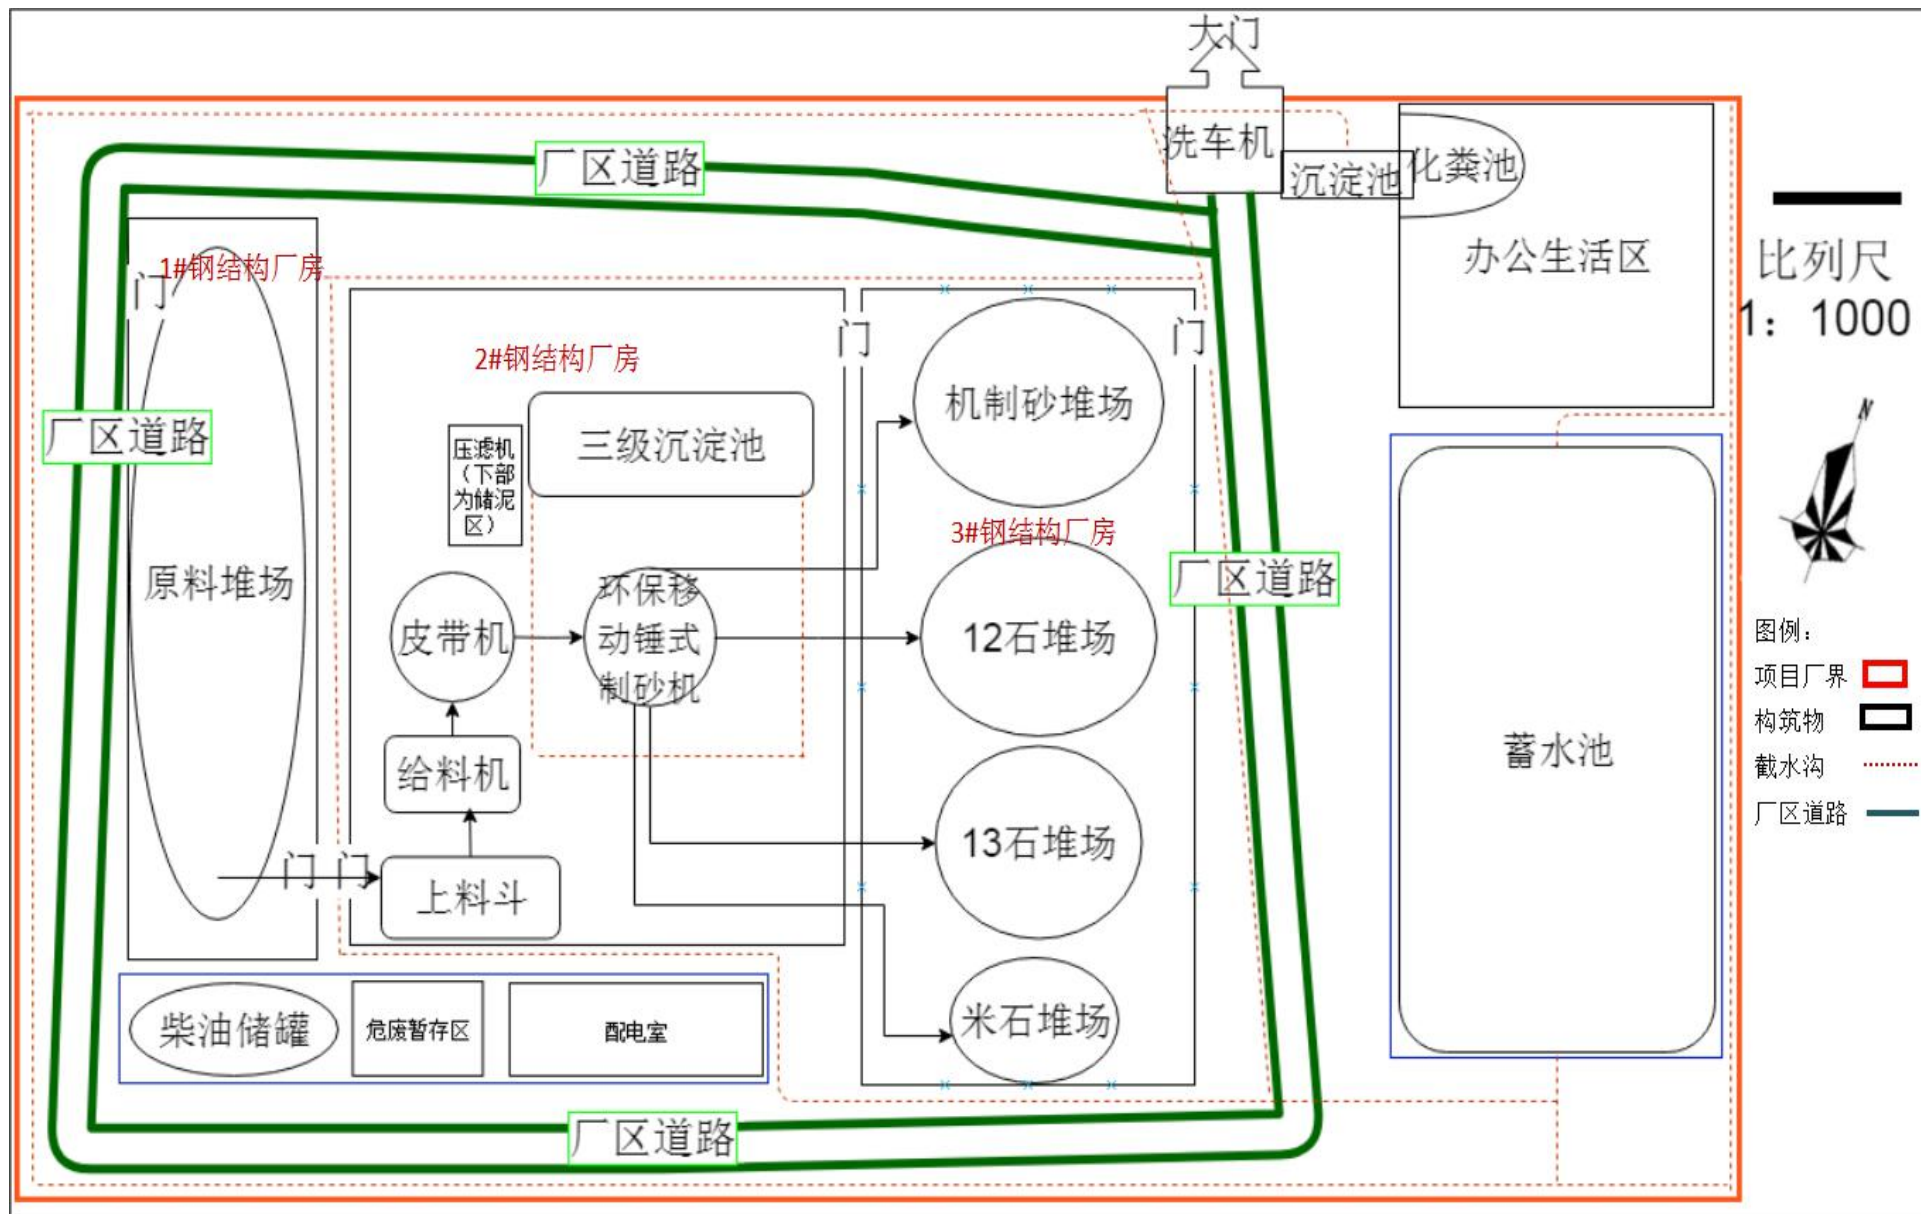 大门
洗车机
厂区道路
沉淀池
化粪池
办公生活区
比列尺
1：1000
N
1#钢结构厂房
门
2#钢结构厂房
门
门
机制砂堆场
厂区道路
三级沉淀池
压滤机
（下部
为储泥
区）
3#钢结构厂房
原料堆场
皮带机
环保移
动锤式
制砂机
12石堆场
厂区道路
图例：
项目厂界
构筑物
截水沟
厂区道路
给料机
蓄水池
13石堆场
门
门
上料斗
柴油储罐
危废暂存区
配电室
米石堆场
厂区道路